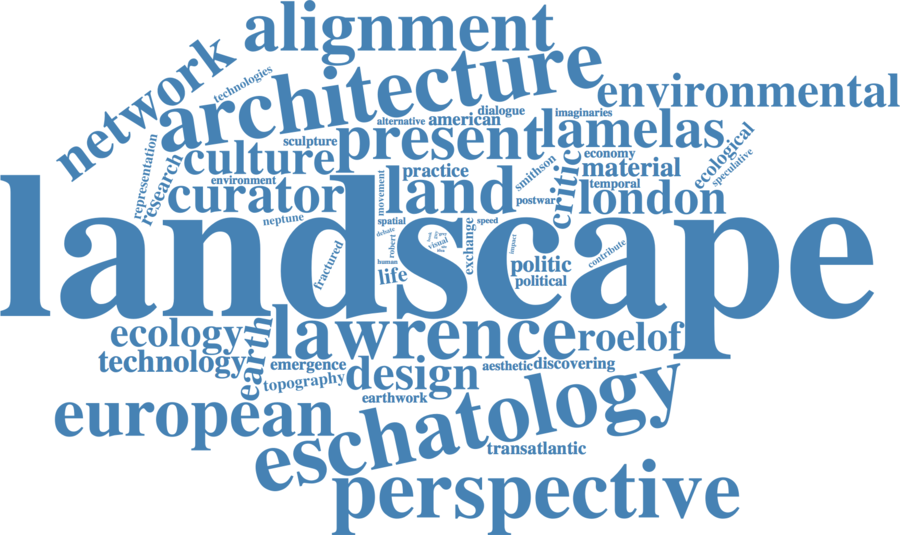 alignment
network
technologies
architecture
environmental
alternative
american
dialogue
imaginaries
sculpture
present
lamelas
culture
representation
research
curator
environment
neptune
practice
movement
land
smithson
postwar
critic
economy
material
temporal
london
ecological
speculative
landscape
spatial
debate
robert
human
life
fractured
visual
exchange
speed
impact
politic
political
contribute
ecology
technology
earth
lawrence
roelof
emergence
topography
design
aesthetic
discovering
earthwork
european
eschatology
transatlantic
perspective